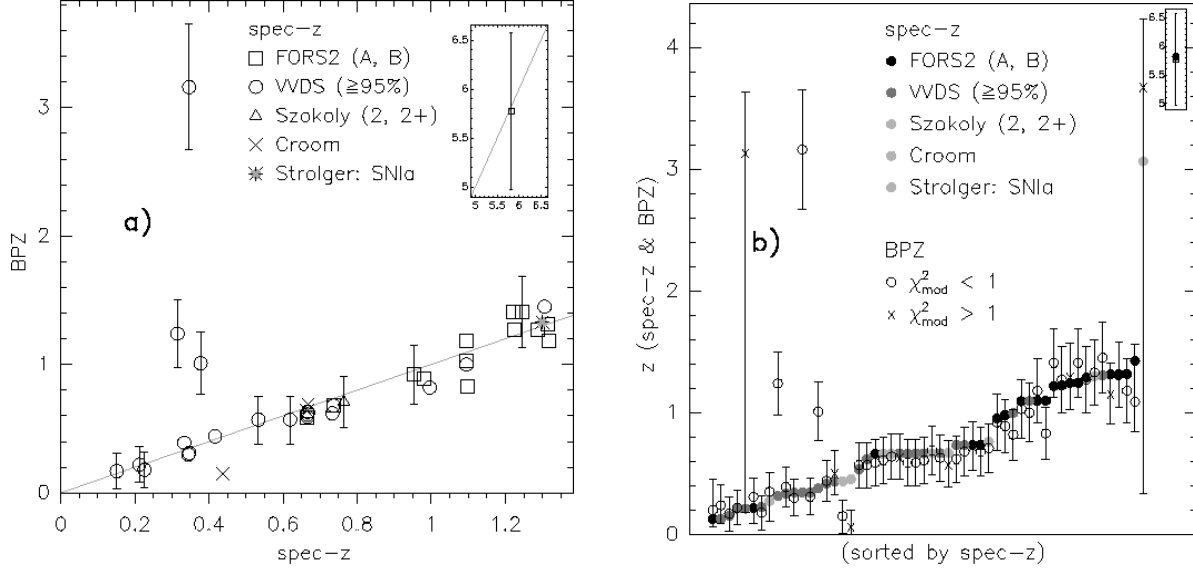 spec-z
FORS2 (A, B)
VVDS (≧95%)
Szokoly (2, 2+)
Croom
Strolger: SNIa
6.5
6
5.5
5
5 5.5 6 6.5
a)
3
2
1
0
BPZ
0 0.2 0.4 0.6 0.8 1 1.2
spec-z
spec-z
FORS2 (A, B)
VVDS (≧95%)
Szokoly (2, 2+)
Croom
Strolger: SNIa
6.5
6
5.5
5
b)
BPZ
χ²mod < 1
χ²mod > 1
4
3
2
1
0
z (spec-z & BPZ)
(sorted by spec-z)